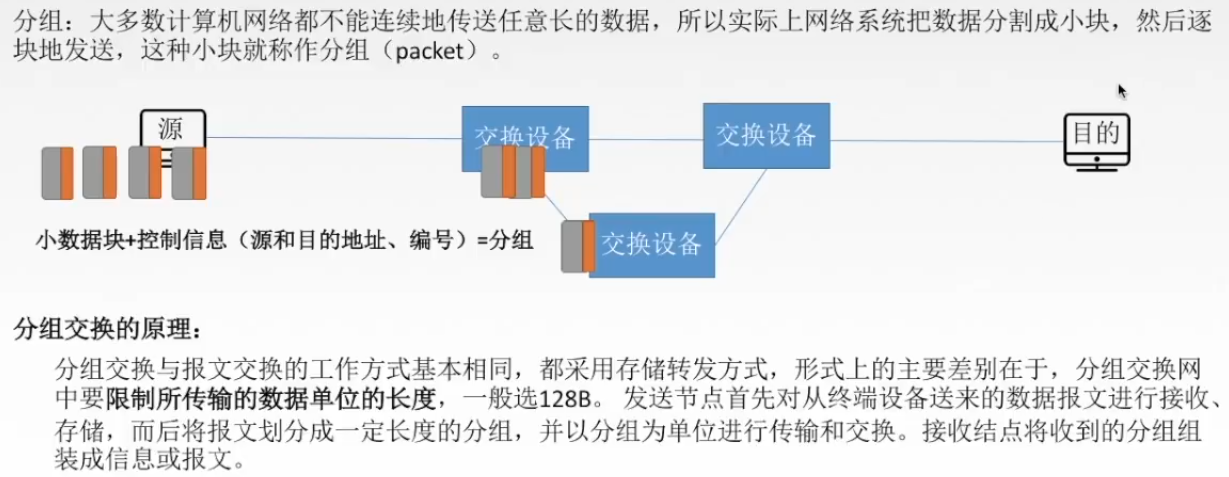 分组：大多数计算机网络都不能连续地传送任意长的数据，所以实际上网络系统把数据分割成小块，然后逐
块地发送，这种小块就称作分组（packet）。
源
交换设备
交换设备
目的
小数据块+控制信息（源和目的地址、编号）=分组
交换设备
分组交换的原理：
分组交换与报文交换的工作方式基本相同，都采用存储转发方式，形式上的主要差别在于，分组交换网
中要限制所传输的数据单位的长度，一般选128B。 发送节点首先对从终端设备送来的数据报文进行接收、
存储，而后将报文划分成一定长度的分组，并以分组为单位进行传输和交换。接收结点将收到的分组组
装成信息或报文。